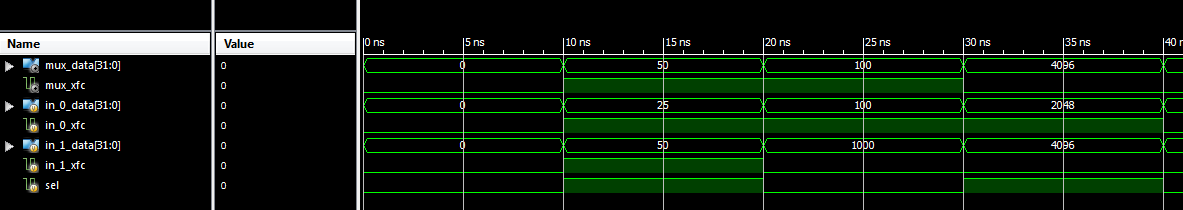 Name Value 0 ns 5 ns 10 ns 15 ns 20 ns 25 ns 30 ns 35 ns 40 n
mux_data[31:0] 0 0 50 100 4096
mux_xfc 0
in_0_data[31:0] 0 0 25 100 2048
in_0_xfc 0
in_1_data[31:0] 0 0 50 1000 4096
in_1_xfc 0
sel 0